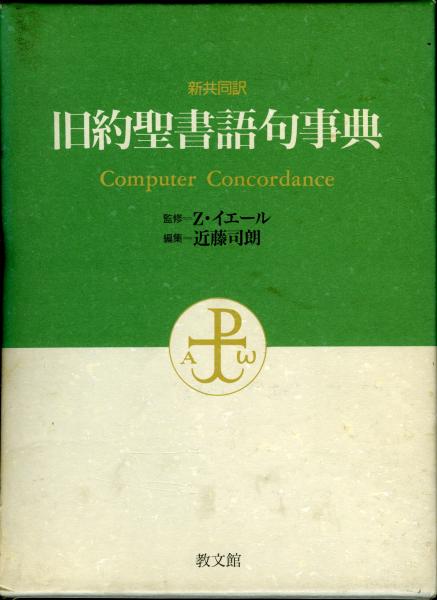 新共同訳
旧約聖書語句事典
Computer Concordance
監修=Z・イエール
編集=近藤司朗
A P ω
教文館